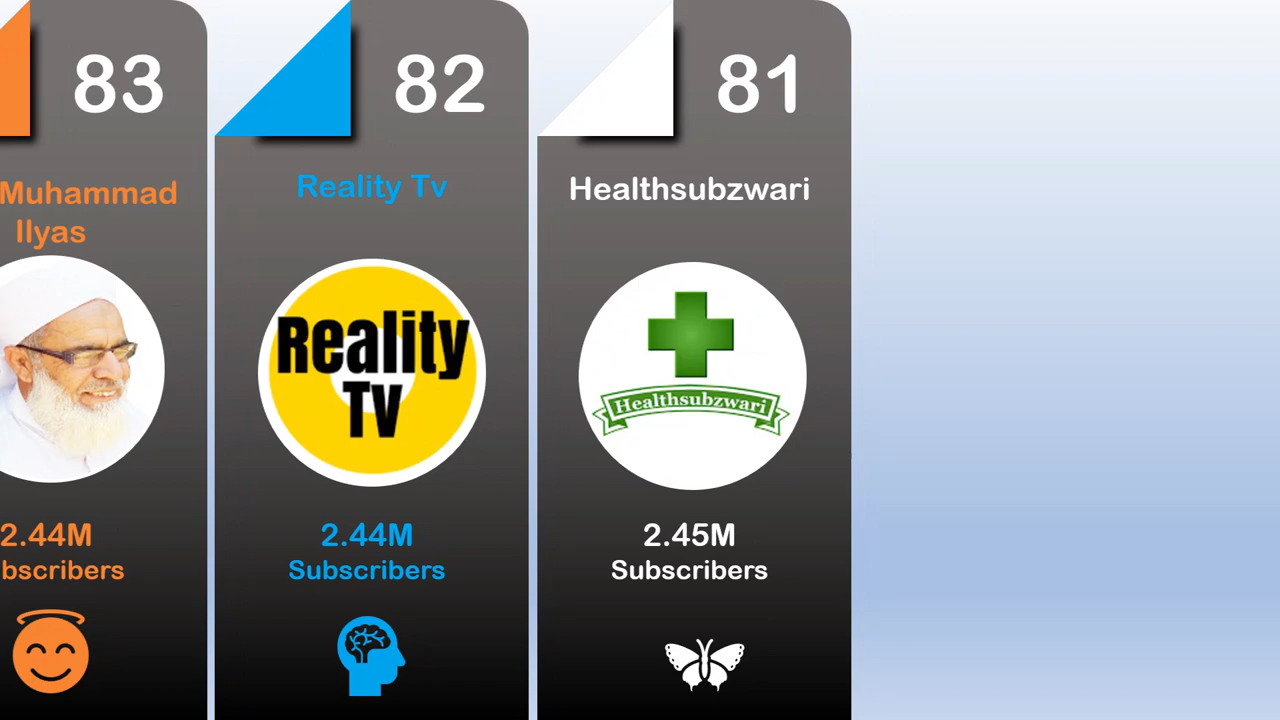 83
Muhammad
Ilyas
2.44M
bscribers
82
Reality Tv
Reality
TV
2.44M
Subscribers
81
Healthsubzwari
Healthsubzwari
2.45M
Subscribers